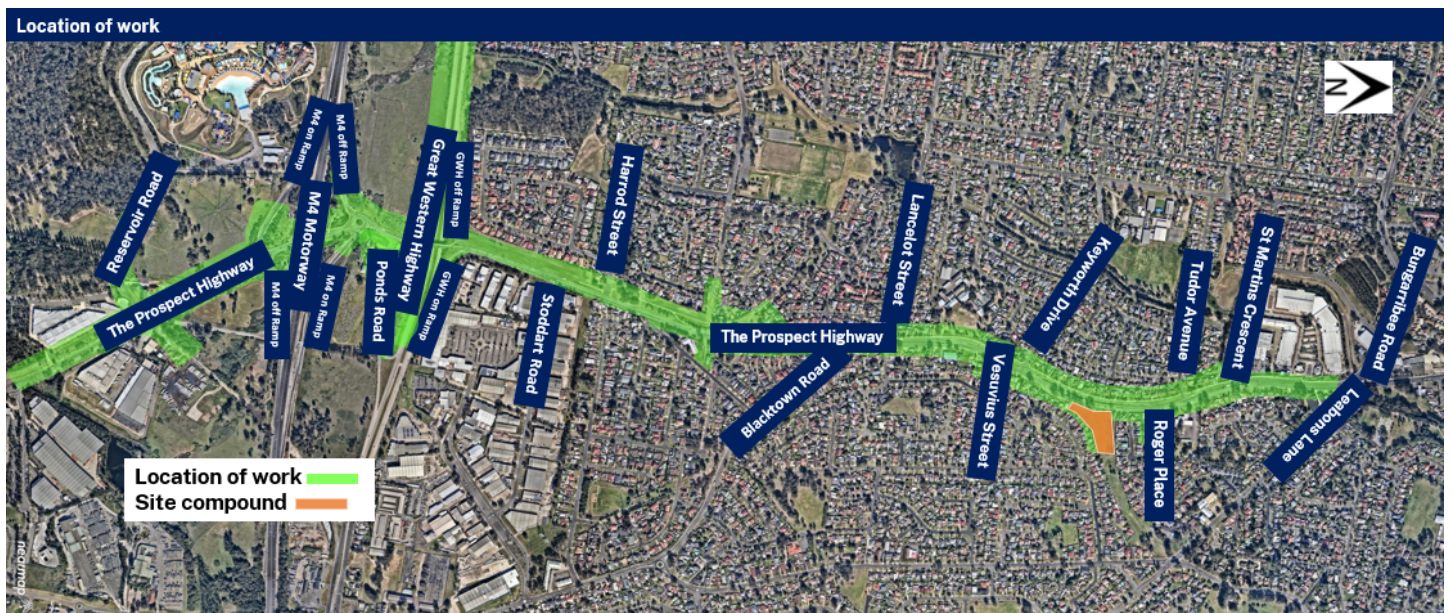 Location of work
N
M4 on Ramp
M4 off Ramp
Reservoir Road
The Prospect Highway
M4 Motorway
M4 off Ramp
M4 on Ramp
Ponds Road
Great Western Highway
GWH off Ramp
GWH on Ramp
Stoddart Road
Harrod Street
The Prospect Highway
Blacktown Road
Lancelot Street
Vesuvius Street
Keyworth Drive
Tudor Avenue
Roger Place
St Martins Crescent
Leabons Lane
Bungarribee Road
Location of work
Site compound
nearmap